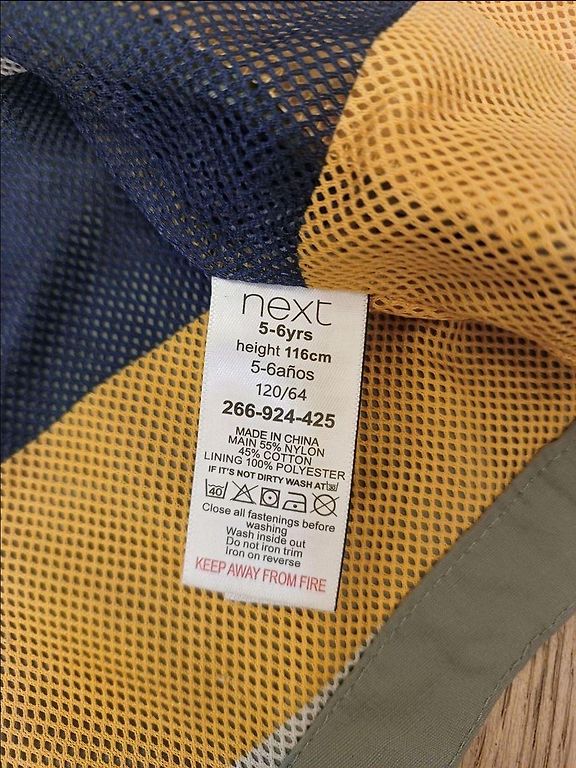 next
5-6yrs
height 116cm
5-6años
120/64
266-924-425
MADE IN CHINA
MAIN 55% NYLON
45% COTTON
LINING 100% POLYESTER
IF IT'S NOT DIRTY WASH AT 30
40
Close all fastenings before
washing
Wash inside out
Do not iron trim
Iron on reverse
KEEP AWAY FROM FIRE